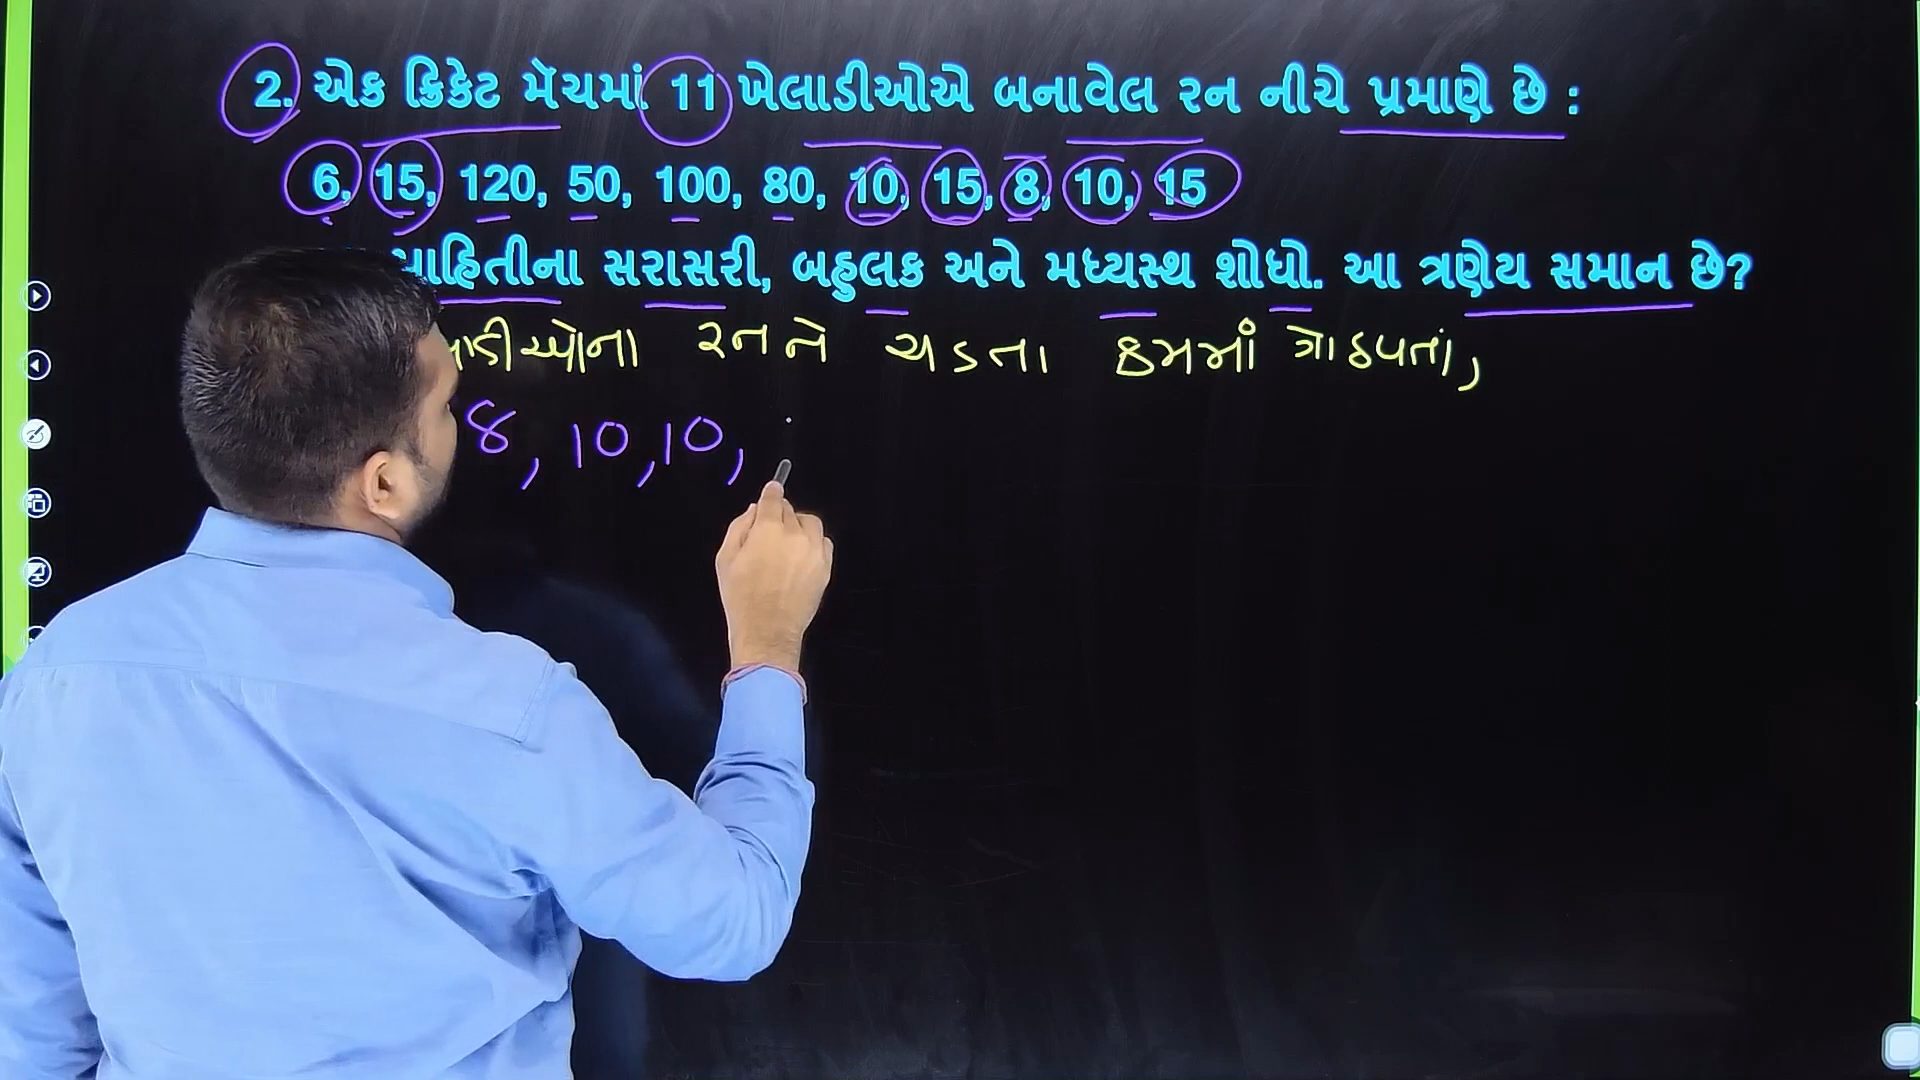 2. એક ક્રિકેટ મૅચમાં 11 ખેલાડીઓએ બનાવેલ રન નીચે પ્રમાણે છે :
6, 15, 120, 50, 100, 80, 10, 15, 8, 10, 15
માહિતીના સરાસરી, બહુલક અને મધ્યસ્થ શોધો. આ ત્રણેય સમાન છે?
રનને ચડતા ક્રમમાં ગોઠવતાં,
8, 10, 10,